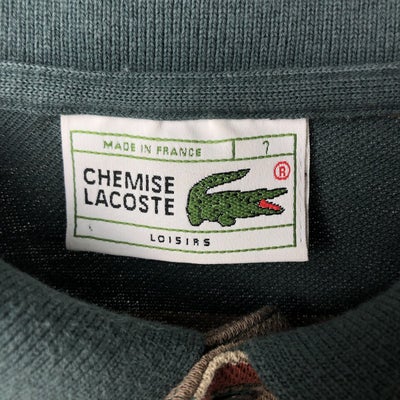 MADE IN FRANCE 7
CHEMISE ®
LACOSTE
LOISIRS